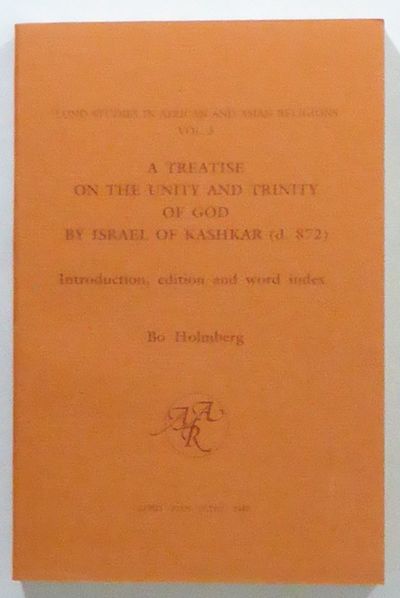 LUND STUDIES IN AFRICAN AND ASIAN RELIGIONS
VOL. 3
A TREATISE
ON THE UNITY AND TRINITY
OF GOD
BY ISRAEL OF KASHKAR (d. 872)
Introduction, edition and word index
Bo Holmberg
AAR